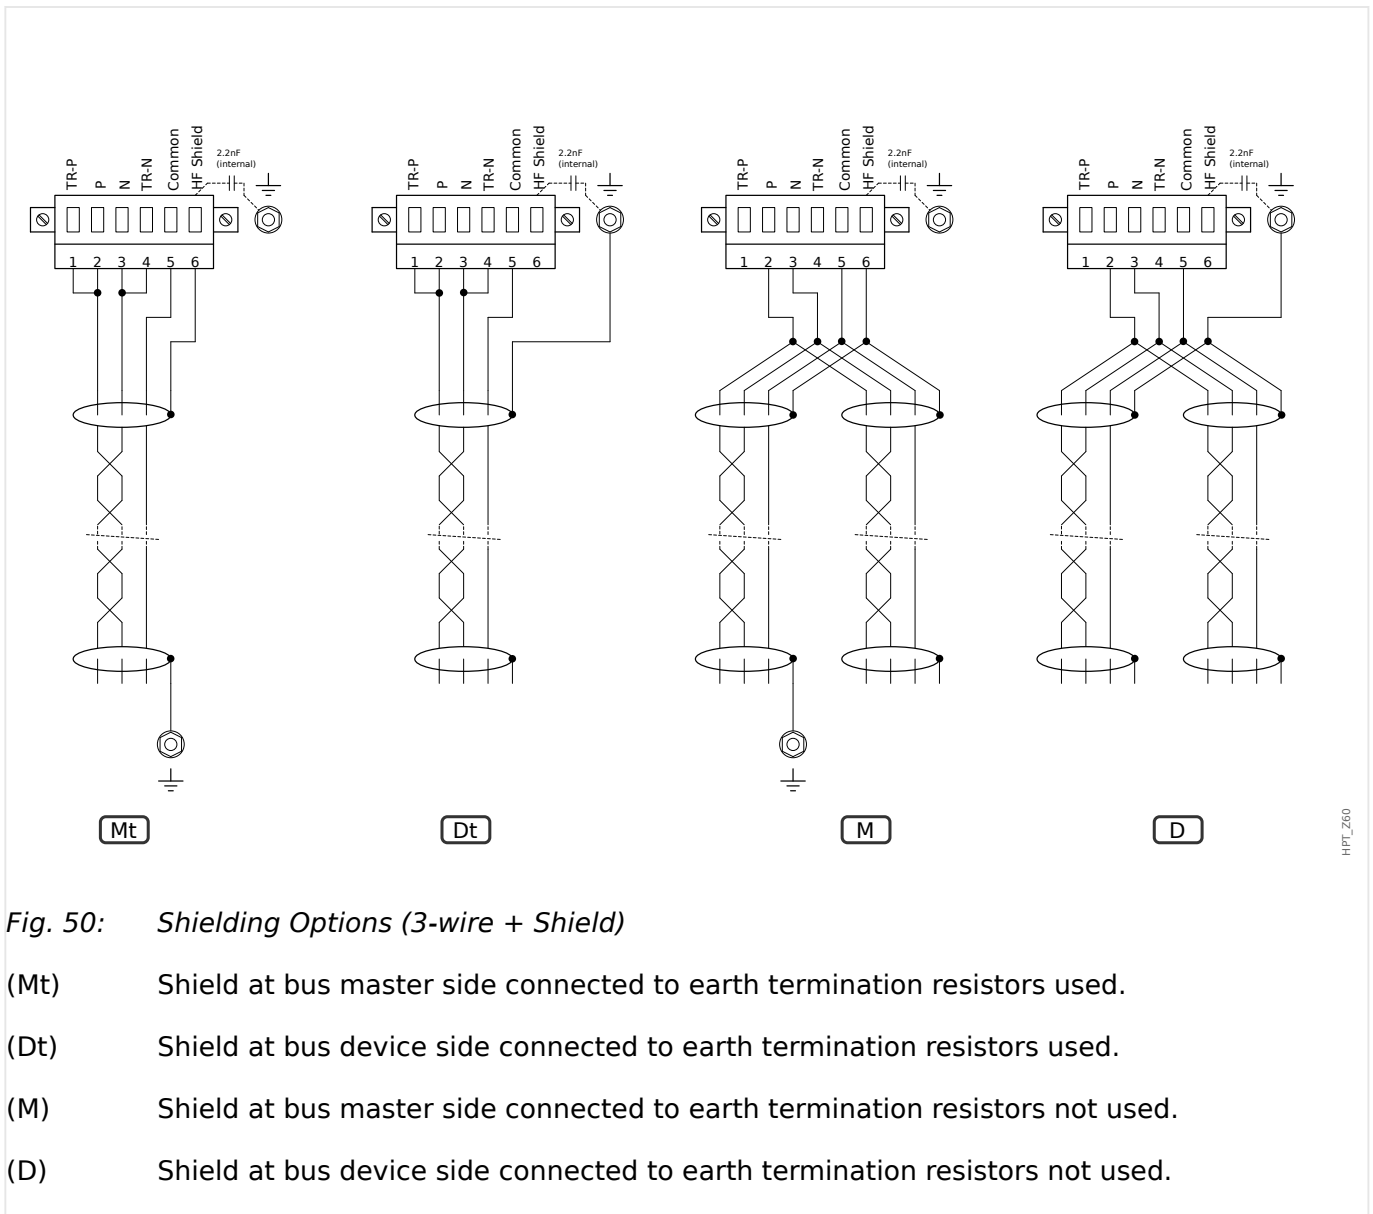 TR-P P N TR-N Common HF Shield
2.2nF
(internal)
1 2 3 4 5 6
TR-P P N TR-N Common HF Shield
2.2nF
(internal)
1 2 3 4 5 6
TR-P P N TR-N Common HF Shield
2.2nF
(internal)
1 2 3 4 5 6
TR-P P N TR-N Common HF Shield
2.2nF
(internal)
1 2 3 4 5 6
Mt Dt M D
HPT_Z60
Fig. 50: Shielding Options (3-wire + Shield)
(Mt) Shield at bus master side connected to earth termination resistors used.
(Dt) Shield at bus device side connected to earth termination resistors used.
(M) Shield at bus master side connected to earth termination resistors not used.
(D) Shield at bus device side connected to earth termination resistors not used.